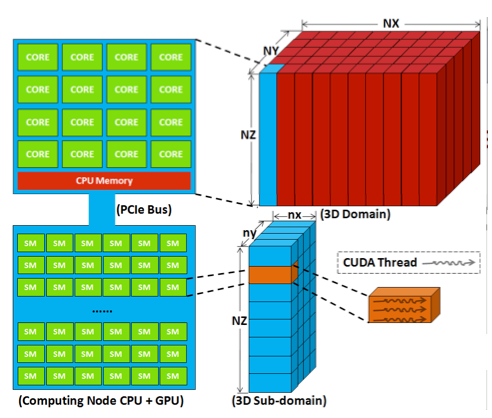 CORE CORE CORE CORE
CORE CORE CORE CORE
CORE CORE CORE CORE
CORE CORE CORE CORE
CPU Memory
(PCIe Bus)
SM SM SM SM SM SM
SM SM SM SM SM SM
SM SM SM SM SM SM
......
SM SM SM SM SM SM
SM SM SM SM SM SM
SM SM SM SM SM SM
(Computing Node CPU + GPU)
NX
NY
NZ
(3D Domain)
nx
ny
NZ
(3D Sub-domain)
CUDA Thread